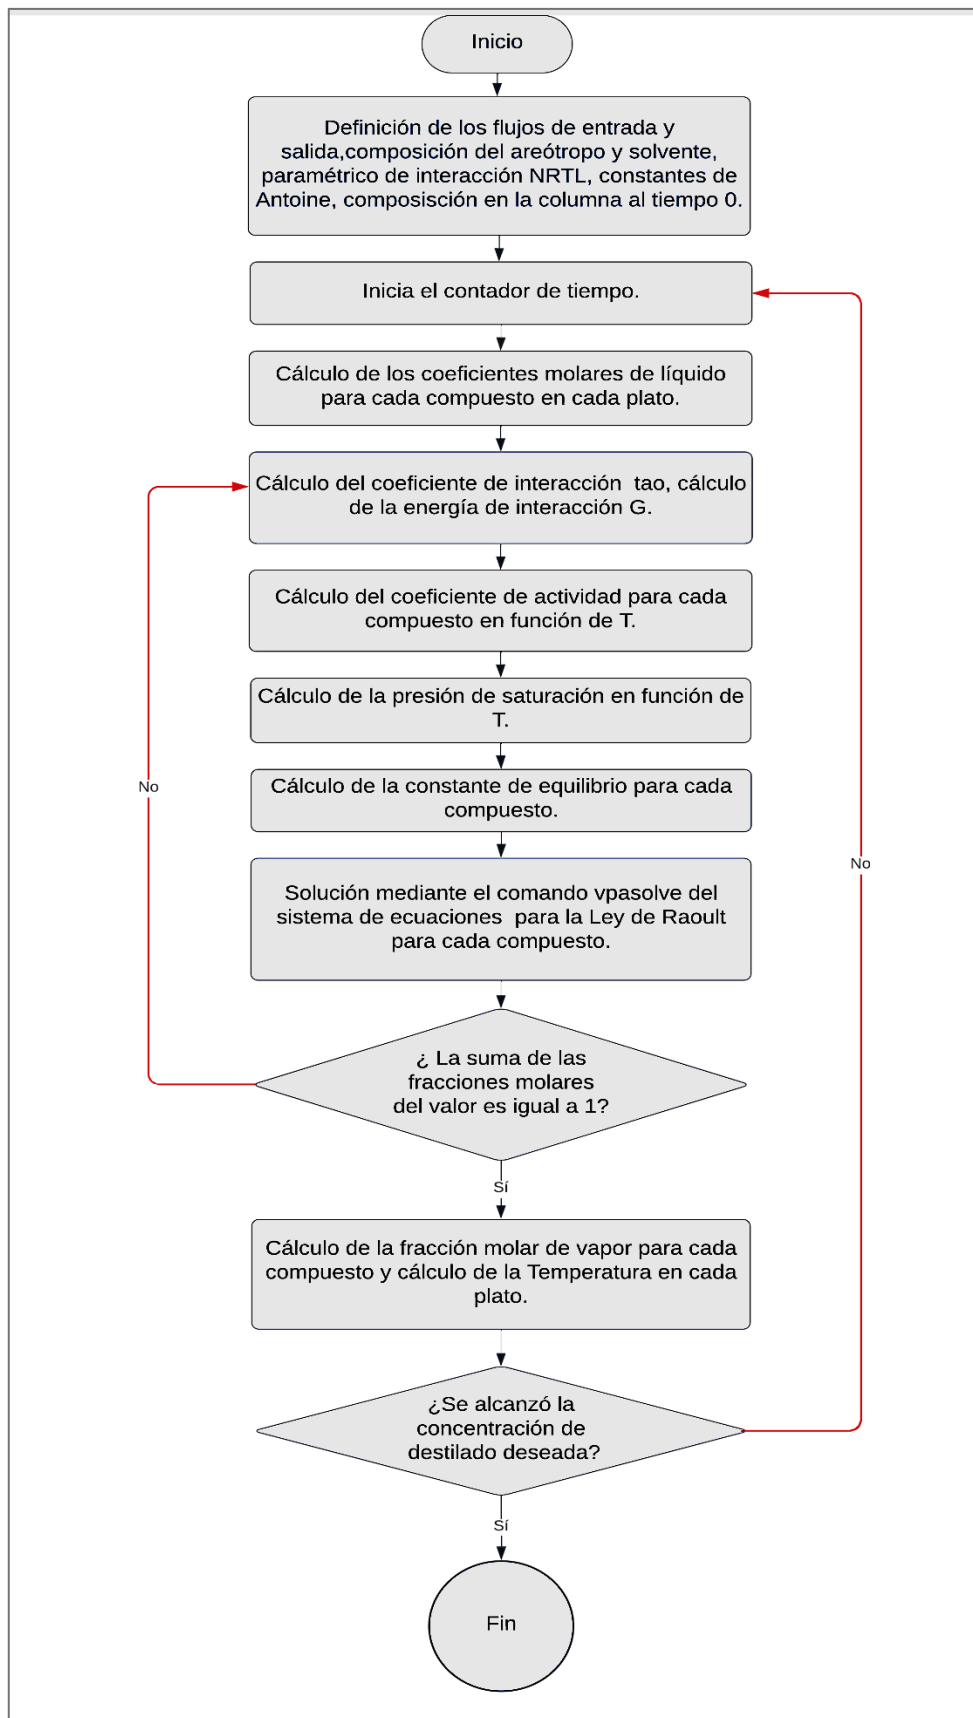 Inicio
Definición de los flujos de entrada y
salida,composición del areótropo y solvente,
paramétrico de interacción NRTL, constantes de
Antoine, composisción en la columna al tiempo 0.
Inicia el contador de tiempo.
Cálculo de los coeficientes molares de líquido
para cada compuesto en cada plato.
Cálculo del coeficiente de interacción  tao, cálculo
de la energía de interacción G.
Cálculo del coeficiente de actividad para cada
compuesto en función de T.
Cálculo de la presión de saturación en función de
T.
No
Cálculo de la constante de equilibrio para cada
compuesto.
No
Solución mediante el comando vpasolve del
sistema de ecuaciones  para la Ley de Raoult
para cada compuesto.
¿ La suma de las
fracciones molares
del valor es igual a 1?
Sí
Cálculo de la fracción molar de vapor para cada
compuesto y cálculo de la Temperatura en cada
plato.
¿Se alcanzó la
concentración de
destilado deseada?
Sí
Fin